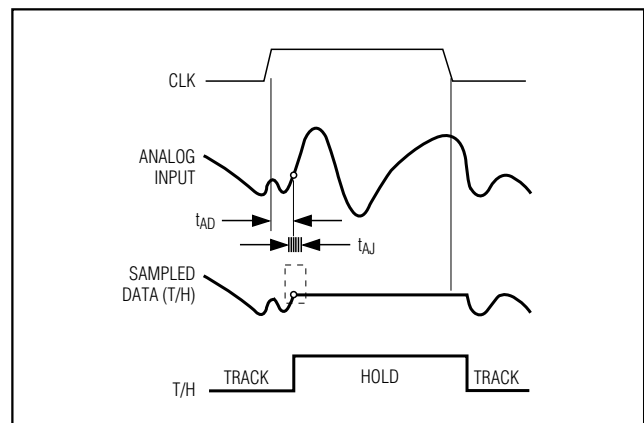 CLK
ANALOG
INPUT
tAD
tAJ
SAMPLED
DATA (T/H)
TRACK HOLD TRACK
T/H